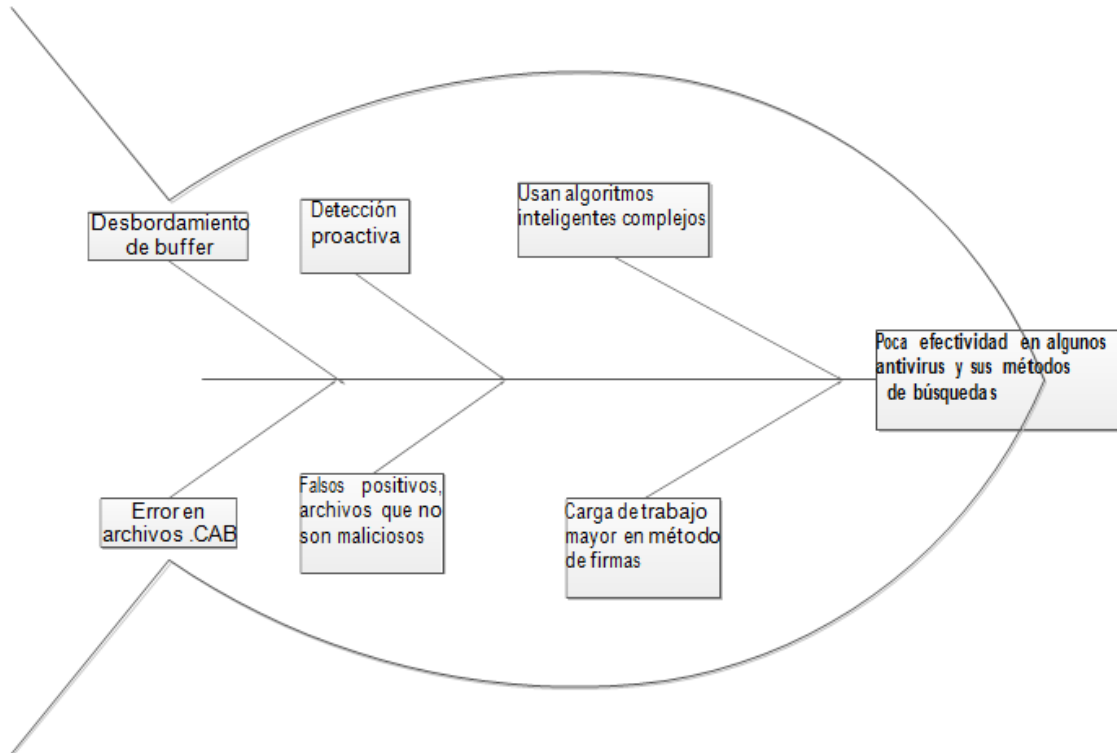 Desbordamiento
de buffer
Detección
proactiva
Usan algoritmos
inteligentes complejos
Poca efectividad en algunos
antivirus y sus métodos
de búsquedas
Error en
archivos .CAB
Falsos positivos,
archivos que no
son maliciosos
Carga de trabajo
mayor en método
de firmas